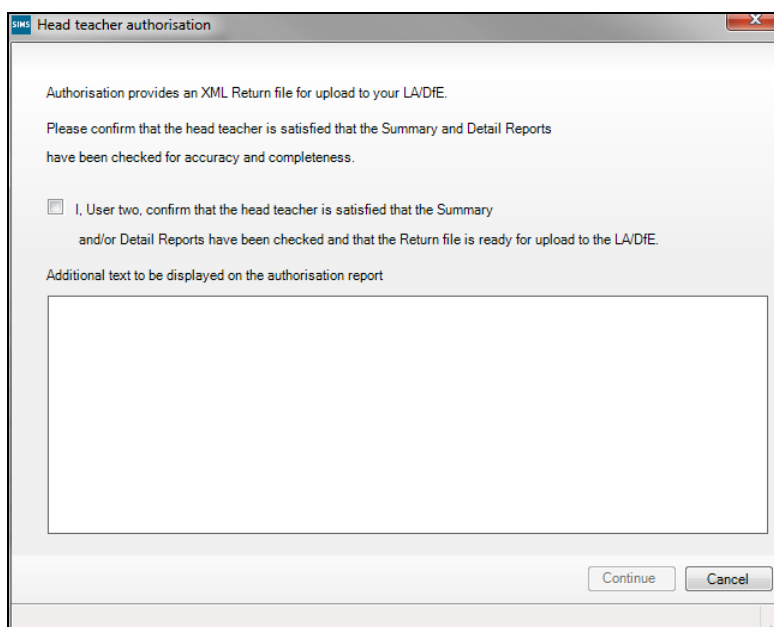 SIMS Head teacher authorisation
Authorisation provides an XML Return file for upload to your LA/DfE.
Please confirm that the head teacher is satisfied that the Summary and Detail Reports
have been checked for accuracy and completeness.
I, User two, confirm that the head teacher is satisfied that the Summary
and/or Detail Reports have been checked and that the Return file is ready for upload to the LA/DfE.
Additional text to be displayed on the authorisation report
Continue Cancel